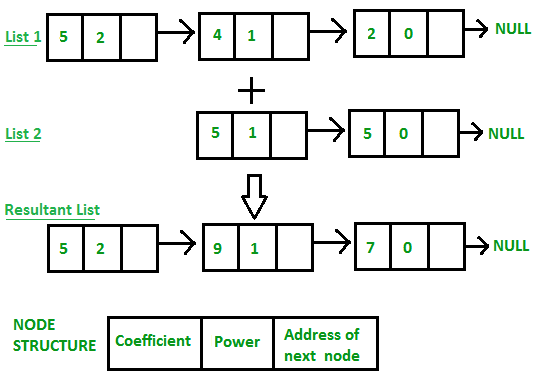 List 1 5 2 4 1 2 0 NULL
+
List 2 5 1 5 0 NULL
Resultant List
5 2 9 1 7 0 NULL
NODE STRUCTURE
Coefficient
Power
Address of
next node